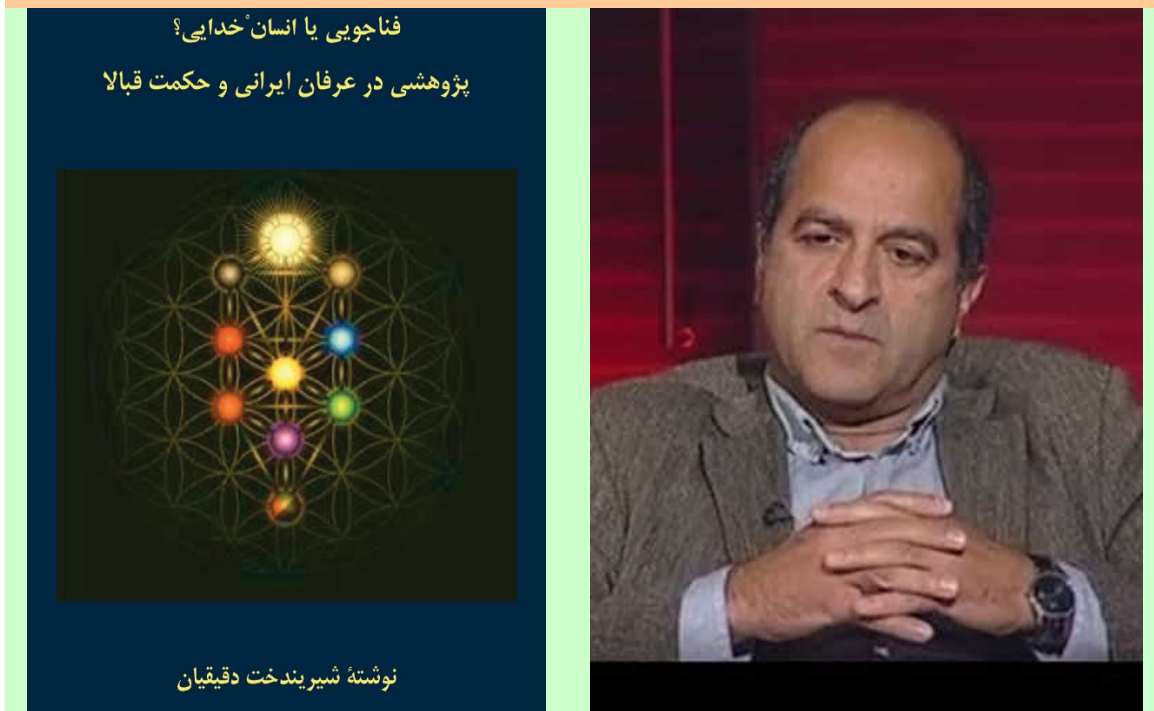 فناجویی یا انسانْ خدایی؟
پژوهشی در عرفان ایرانی و حکمت قبالا
نوشتهٔ شیریندخت دقیقیان